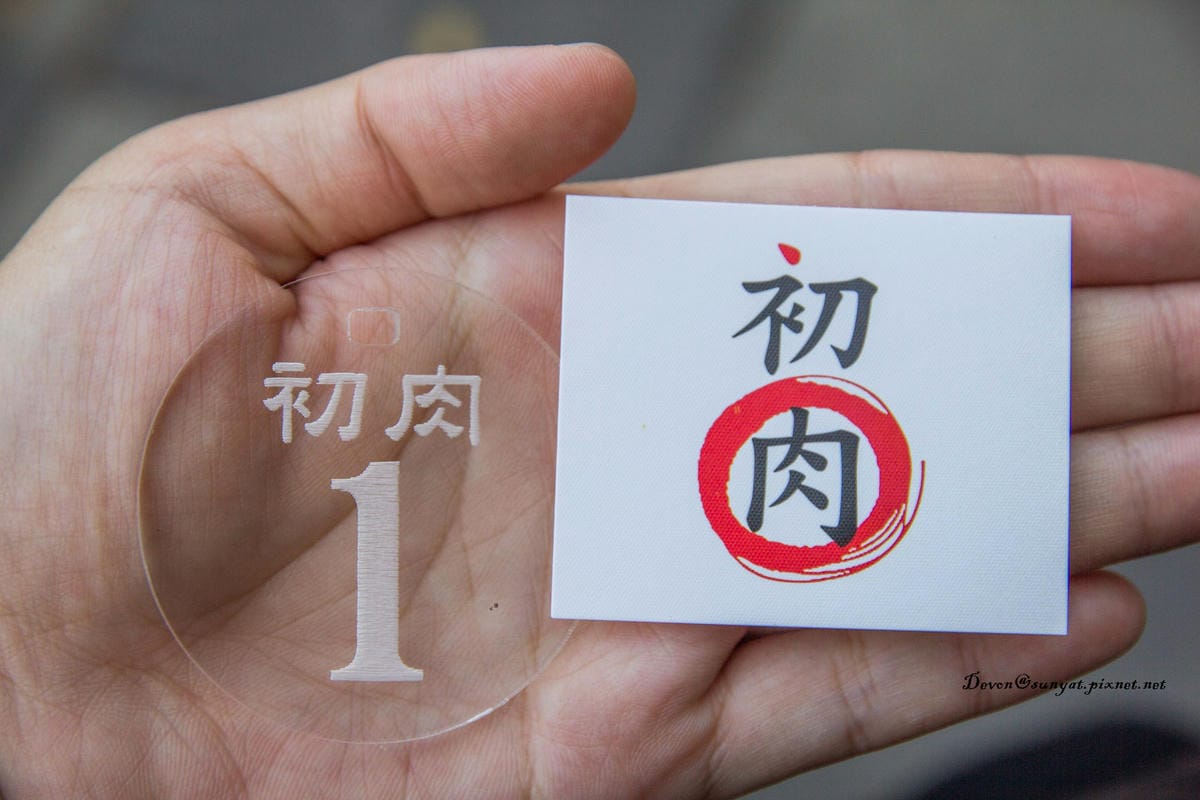 初肉
1
初
肉
Devon@sunyat.pixnet.net